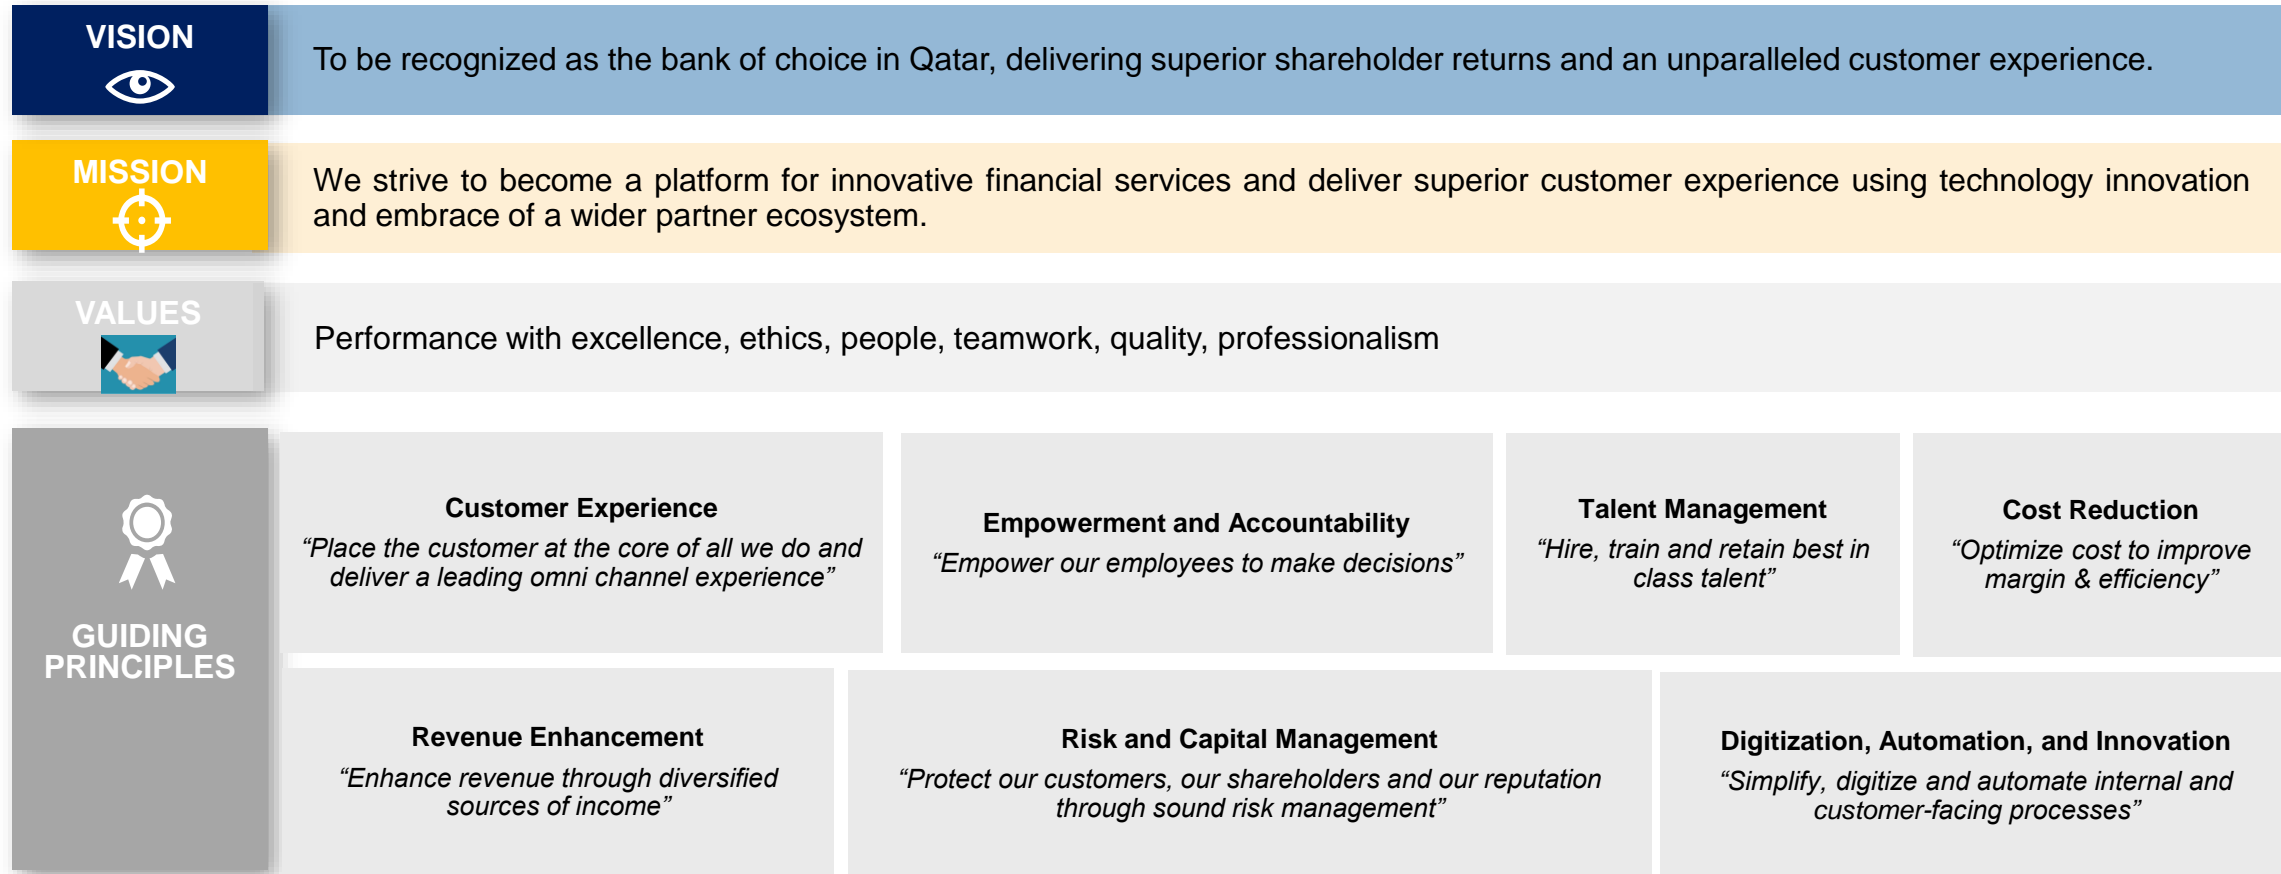 VISION
To be recognized as the bank of choice in Qatar, delivering superior shareholder returns and an unparalleled customer experience.
MISSION
We strive to become a platform for innovative financial services and deliver superior customer experience using technology innovation
and embrace of a wider partner ecosystem.
VALUES
Performance with excellence, ethics, people, teamwork, quality, professionalism
GUIDING
PRINCIPLES
Customer Experience
“Place the customer at the core of all we do and
deliver a leading omni channel experience”
Empowerment and Accountability
“Empower our employees to make decisions”
Talent Management
“Hire, train and retain best in
class talent”
Cost Reduction
“Optimize cost to improve
margin & efficiency”
Revenue Enhancement
“Enhance revenue through diversified
sources of income”
Risk and Capital Management
“Protect our customers, our shareholders and our reputation
through sound risk management”
Digitization, Automation, and Innovation
“Simplify, digitize and automate internal and
customer-facing processes”